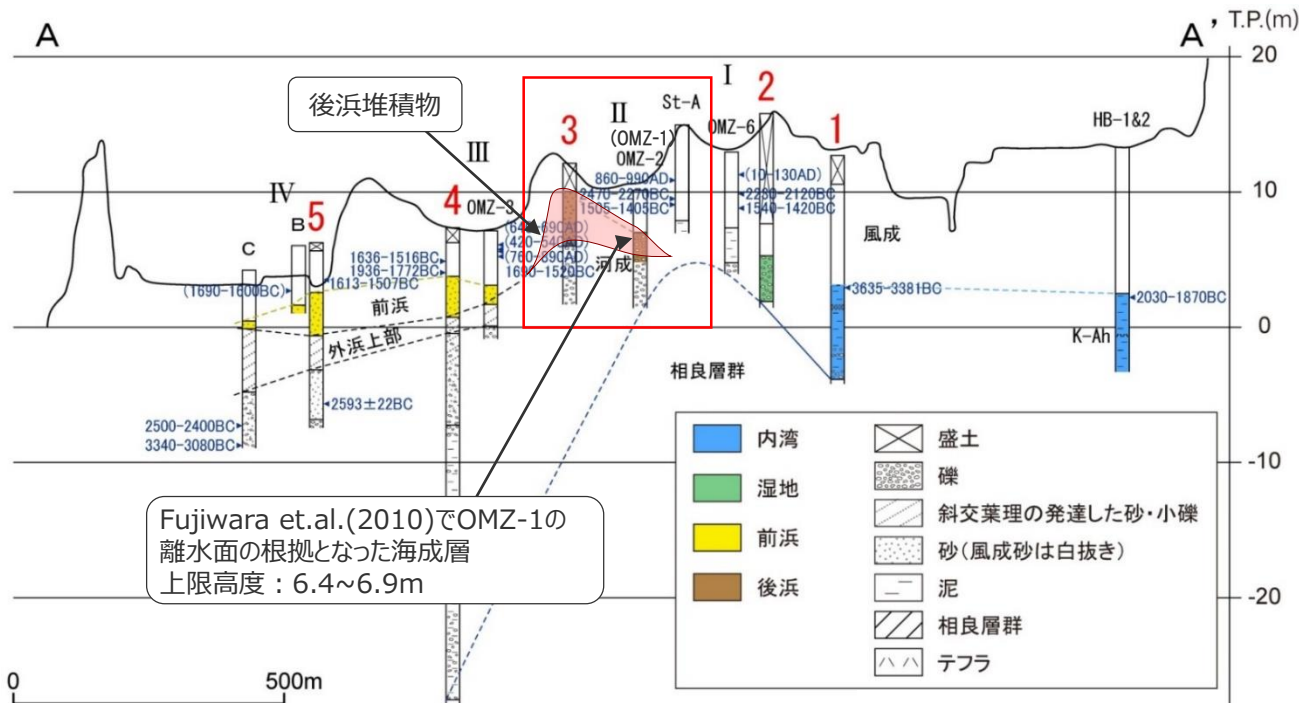 A
A'
T.P.(m)
20
10
0
-10
-20
後浜堆積物
I
II
(OMZ-1)
OMZ-2
III
IV
St-A
OMZ-6
OMZ-3
HB-1&2
1
2
3
4
5
B
C
860-990AD
2470-2270BC
1505-1405BC
(10-130AD)
2280-2120BC
1540-1420BC
1636-1516BC
1936-1772BC
1613-1507BC
1690-1520BC
(1690-1600BC)
河成
風成
前浜
外浜上部
3635-3381BC
2030-1870BC
K-Ah
相良層群
2593±22BC
2500-2400BC
3340-3080BC
Fujiwara et.al.(2010)でOMZ-1の
離水面の根拠となった海成層
上限高度：6.4~6.9m
内湾
湿地
前浜
後浜
盛土
礫
斜交葉理の発達した砂・小礫
砂(風成砂は白抜き)
泥
相良層群
テフラ
0
500m